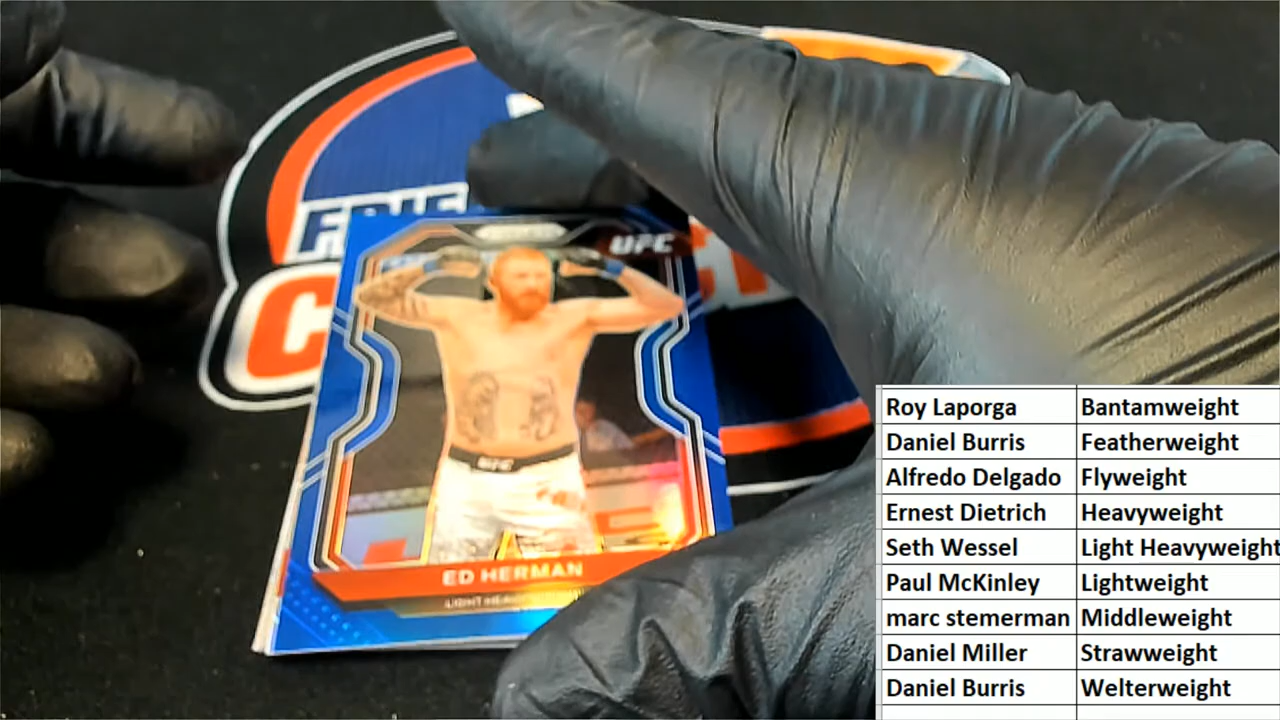 UFC
UFC
ED HERMAN
Roy Laporga Bantamweight
Daniel Burris Featherweight
Alfredo Delgado Flyweight
Ernest Dietrich Heavyweight
Seth Wessel Light Heavyweight
Paul McKinley Lightweight
marc stemerman Middleweight
Daniel Miller Strawweight
Daniel Burris Welterweight